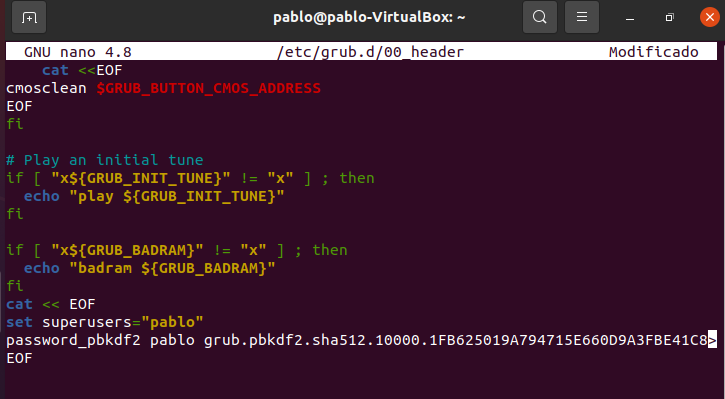 pablo@pablo-VirtualBox: ~
GNU nano 4.8 /etc/grub.d/00_header Modificado
    cat <<EOF
cmosclean $GRUB_BUTTON_CMOS_ADDRESS
EOF
fi

# Play an initial tune
if [ "x${GRUB_INIT_TUNE}" != "x" ] ; then
  echo "play ${GRUB_INIT_TUNE}"
fi

if [ "x${GRUB_BADRAM}" != "x" ] ; then
  echo "badram ${GRUB_BADRAM}"
fi
cat << EOF
set superusers="pablo"
password_pbkdf2 pablo grub.pbkdf2.sha512.10000.1FB625019A794715E660D9A3FBE41C8>
EOF